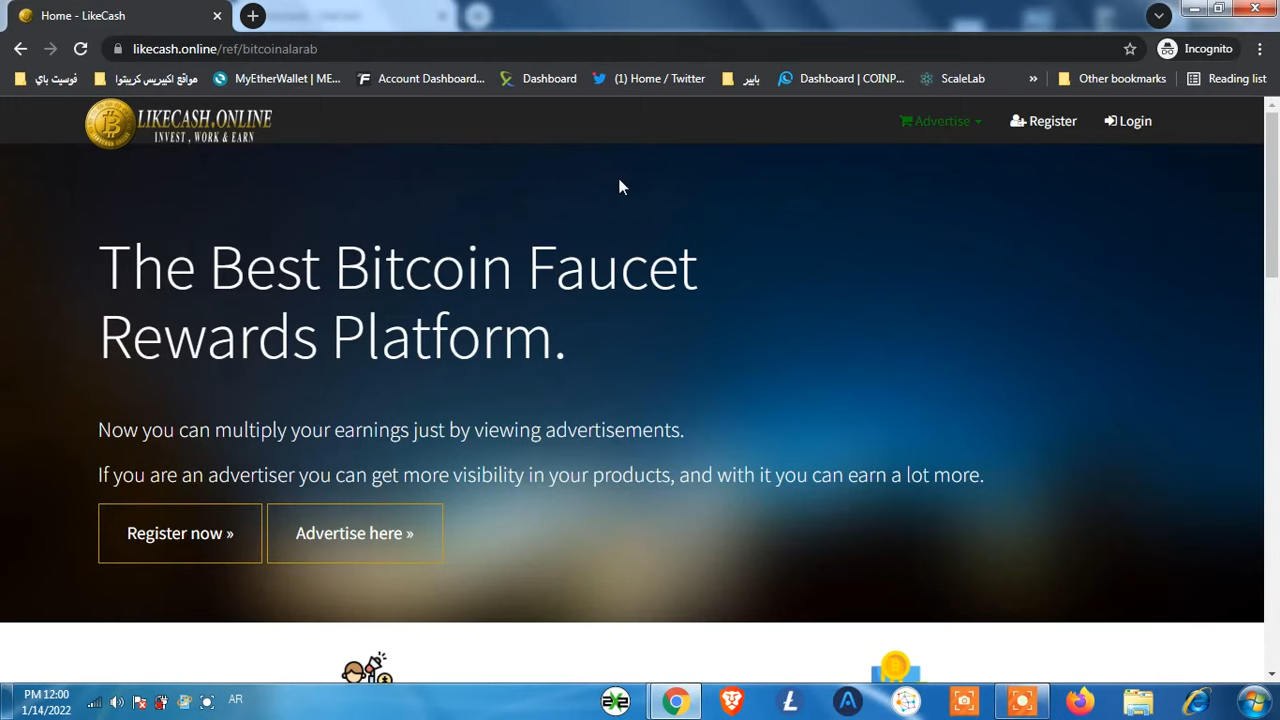 Home - LikeCash
likecash.online/ref/bitcoinalarab
Incognito
فوسيت باي
مواقع اكبيريس كريبتوا
MyEtherWallet | ME...
Account Dashboard...
Dashboard
(1) Home / Twitter
بايير
Dashboard | COINP...
ScaleLab
»
Other bookmarks
Reading list
LIKECASH.ONLINE
INVEST , WORK & EARN
Advertise
Register
Login
The Best Bitcoin Faucet
Rewards Platform.
Now you can multiply your earnings just by viewing advertisements.
If you are an advertiser you can get more visibility in your products, and with it you can earn a lot more.
Register now »
Advertise here »
PM 12:00
1/14/2022
AR